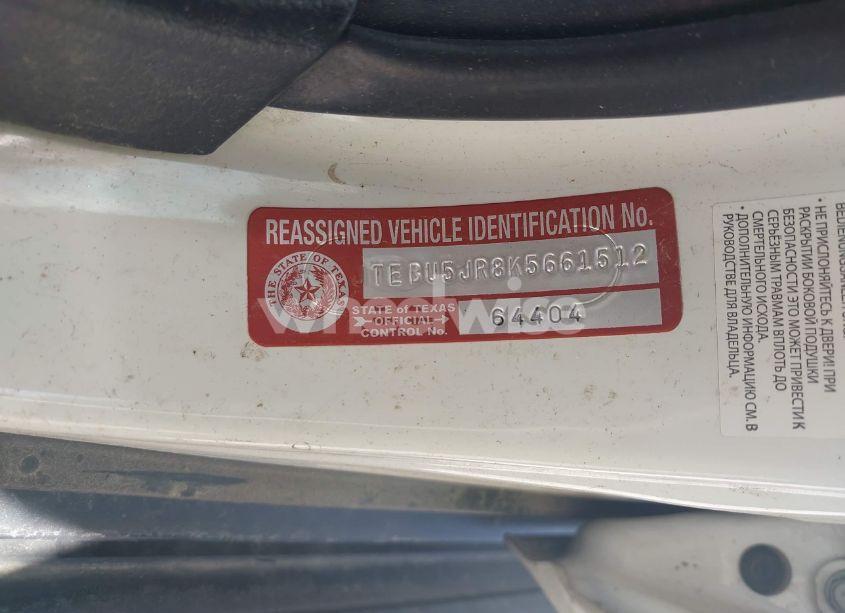 REASSIGNED VEHICLE IDENTIFICATION No.
TEBU5JR8K5661512
THE STATE OF TEXAS
STATE of TEXAS
OFFICIAL
CONTROL No.
64404
wheelwise
• НЕ ПРИСЛОНЯЙТЕСЬ К ДВЕРИ! ПРИ
РАСКРЫТИИ БОКОВОЙ ПОДУШКИ
БЕЗОПАСНОСТИ ЭТО МОЖЕТ ПРИВЕСТИ К
СЕРЬЁЗНЫМ ТРАВМАМ ВПЛОТЬ ДО
СМЕРТЕЛЬНОГО ИСХОДА.
• ДОПОЛНИТЕЛЬНУЮ ИНФОРМАЦИЮ СМ. В
РУКОВОДСТВЕ ДЛЯ ВЛАДЕЛЬЦА.